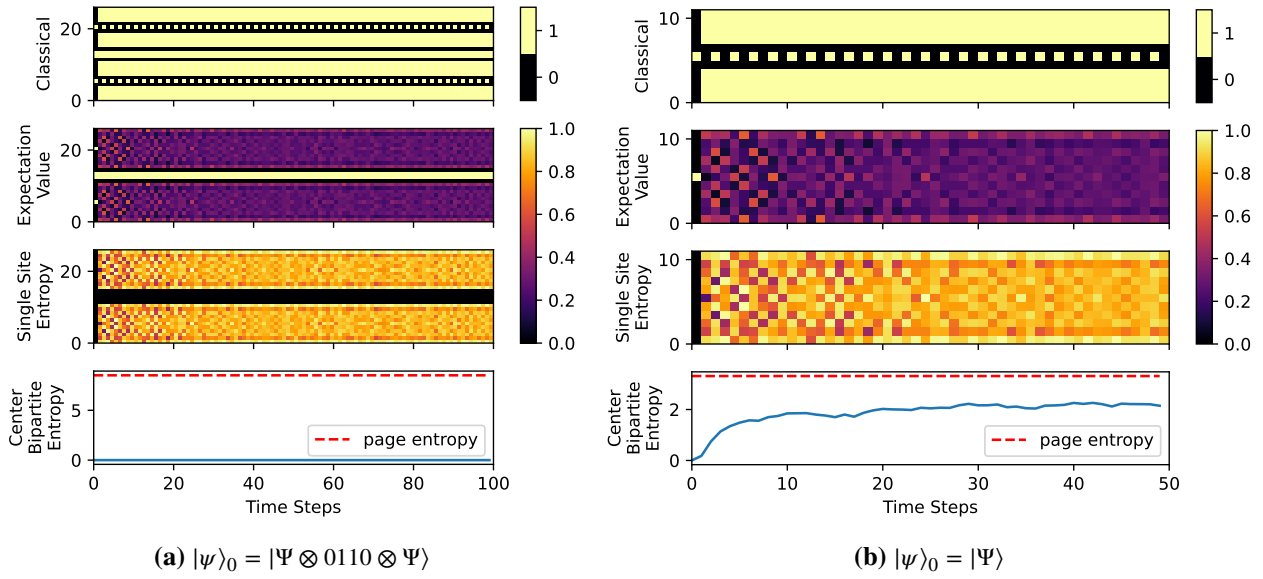 Classical
20
0
1
0
Expectation
Value
20
0
1.0
0.8
0.6
0.4
0.2
0.0
Single Site
Entropy
20
0
Center
Bipartite
Entropy
5
0
page entropy
0 20 40 60 80 100
Time Steps
(a) |ψ⟩₀ = |Ψ ⊗ 0110 ⊗ Ψ⟩
Classical
10
0
1
0
Expectation
Value
10
0
1.0
0.8
0.6
0.4
0.2
0.0
Single Site
Entropy
10
0
Center
Bipartite
Entropy
2
0
page entropy
0 10 20 30 40 50
Time Steps
(b) |ψ⟩₀ = |Ψ⟩